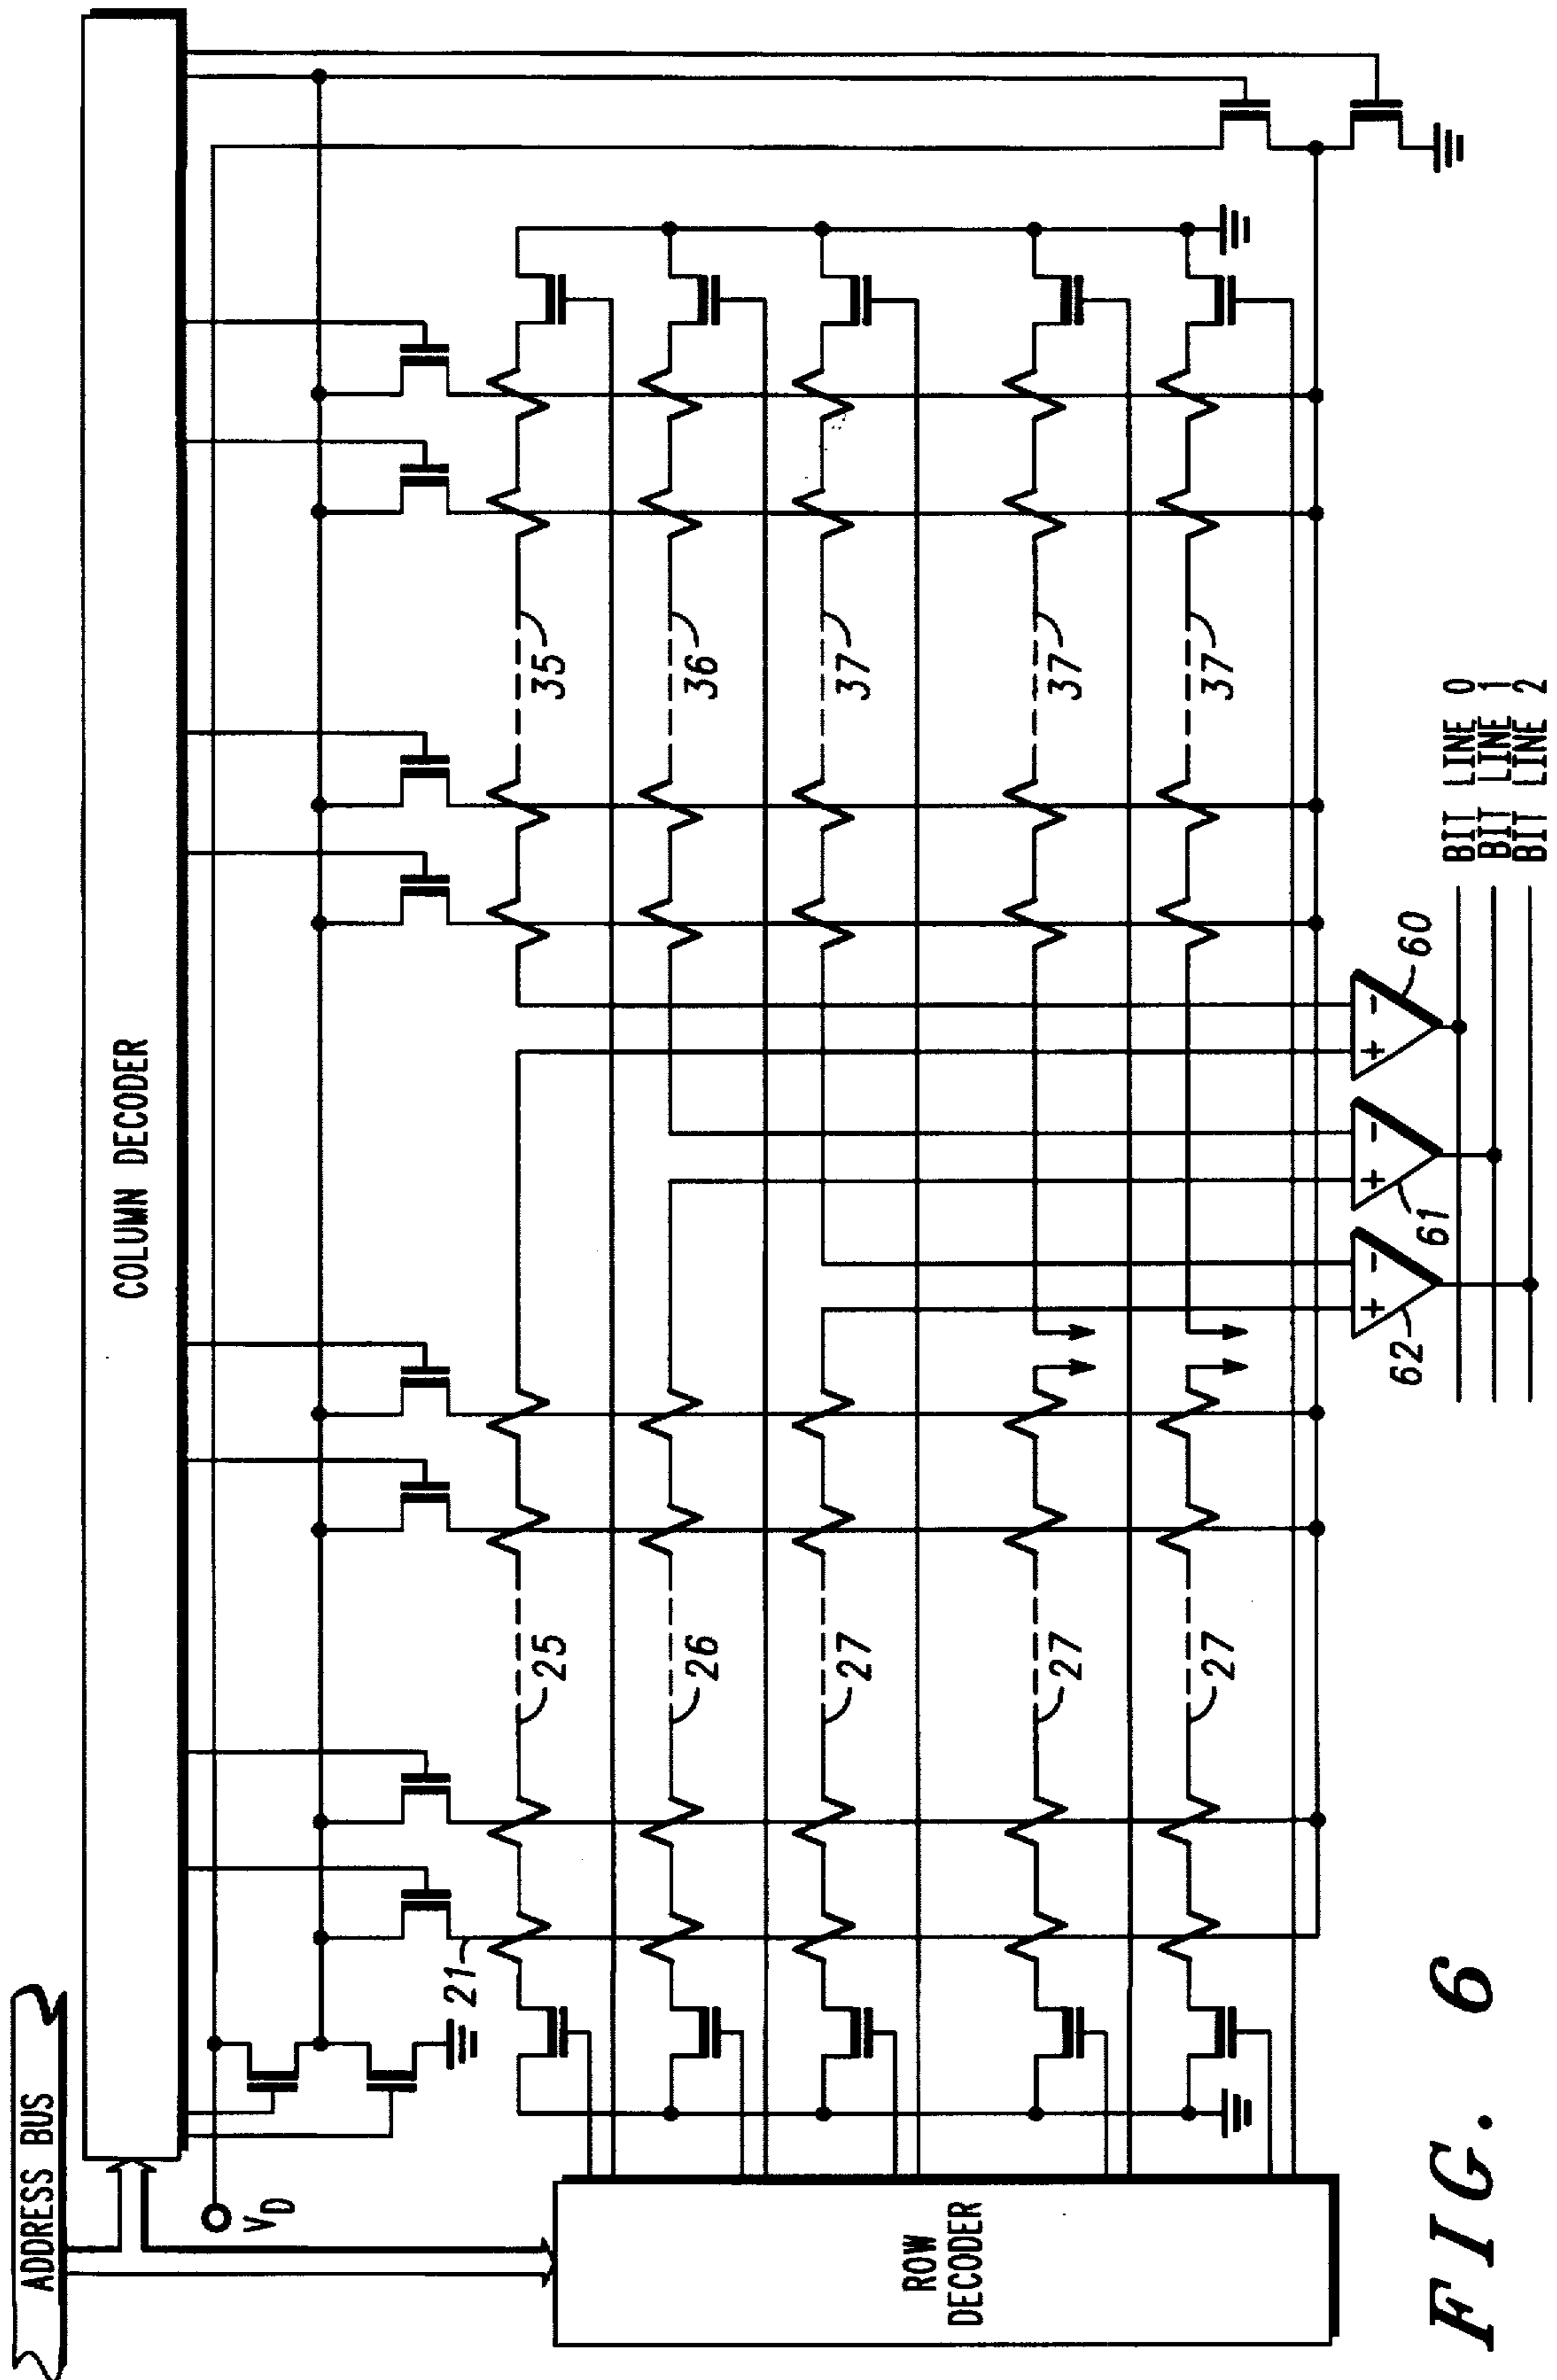 ADDRESS BUS
COLUMN DECODER
VD
21
25
35
26
36
27
37
27
37
27
37
ROW
DECODER
+ -
+ -
+ -
62
61
60
BIT LINE 0
BIT LINE 1
BIT LINE 2
FIG. 6